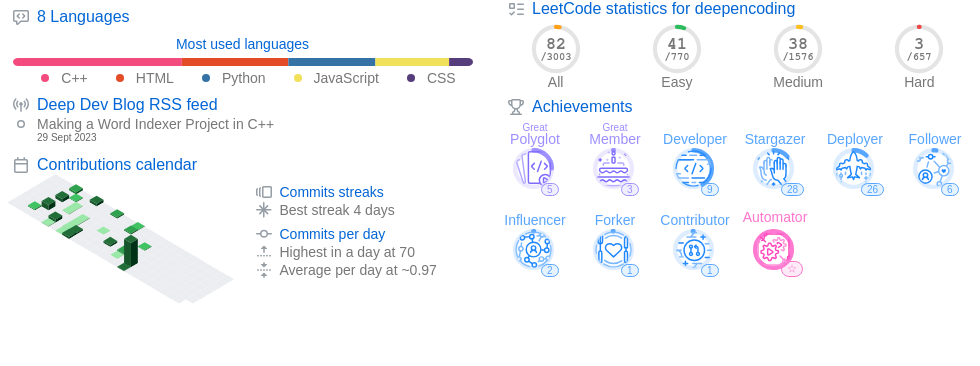 8 Languages
Most used languages
C++ HTML Python JavaScript CSS
Deep Dev Blog RSS feed
Making a Word Indexer Project in C++
29 Sept 2023
Contributions calendar
Commits streaks
Best streak 4 days
Commits per day
Highest in a day at 70
Average per day at ~0.97
LeetCode statistics for deepencoding
82 41 38 3
/3003 /770 /1576 /657
All Easy Medium Hard
Achievements
Great Great
Polyglot Member Developer Stargazer Deployer Follower
5 3 9 28 26 6
Influencer Forker Contributor Automator
2 1 1